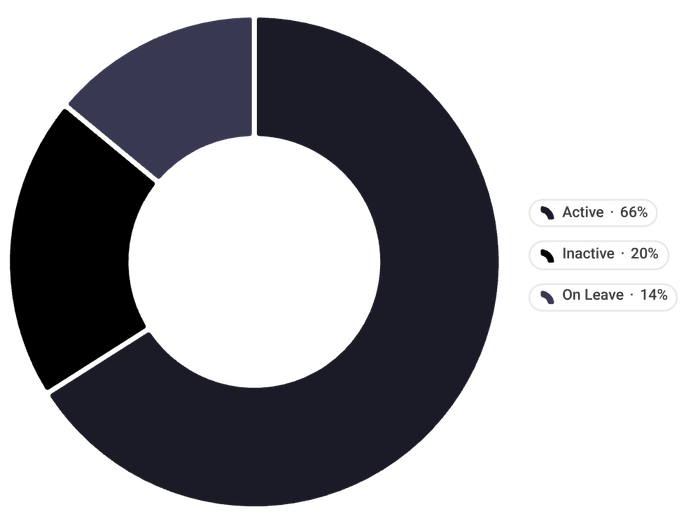 Active · 66%
Inactive · 20%
On Leave · 14%